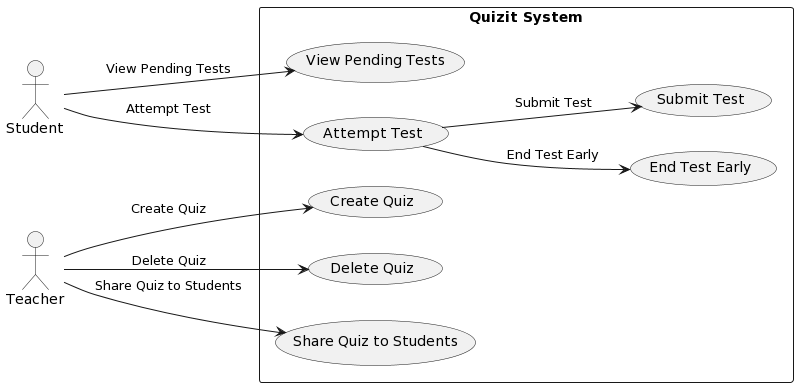 Quizit System
View Pending Tests
View Pending Tests
Submit Test
Submit Test
Attempt Test
Attempt Test
Student
End Test Early
End Test Early
Create Quiz
Create Quiz
Delete Quiz
Delete Quiz
Share Quiz to Students
Teacher
Share Quiz to Students